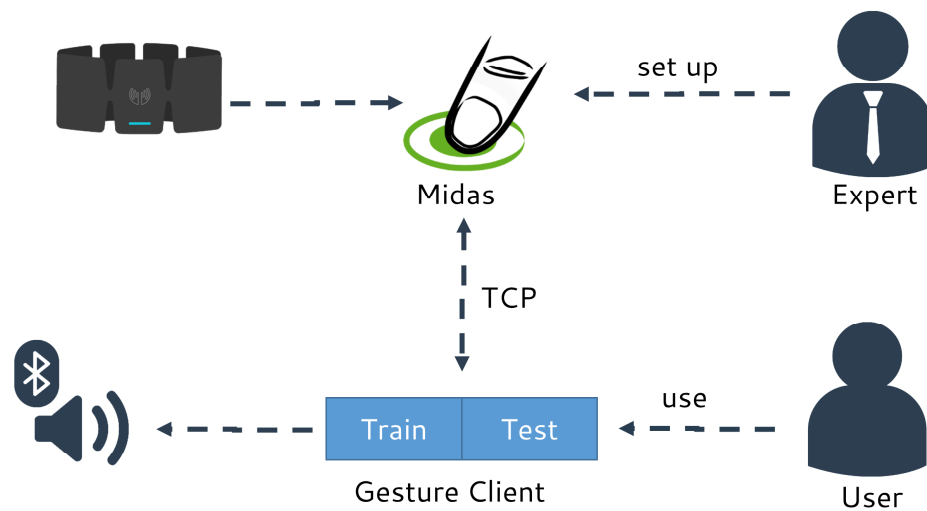 set up
Midas
Expert
TCP
Train
Test
use
Gesture Client
User